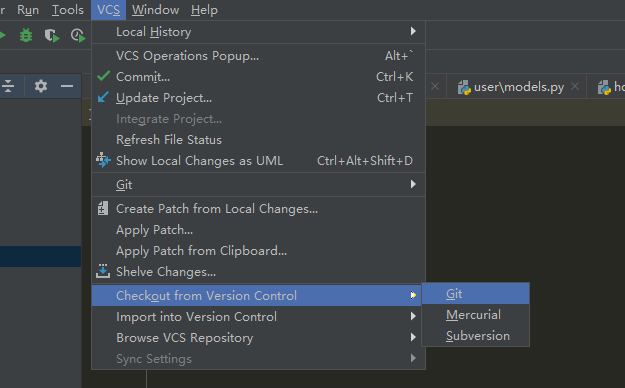 r Run Tools VCS Window Help
Local History
VCS Operations Popup... Alt+`
Commit... Ctrl+K
Update Project... Ctrl+T
user\models.py
Integrate Project...
Refresh File Status
Show Local Changes as UML Ctrl+Alt+Shift+D
Git
Create Patch from Local Changes...
Apply Patch...
Apply Patch from Clipboard...
Shelve Changes...
Checkout from Version Control
Git
Import into Version Control
Mercurial
Browse VCS Repository
Subversion
Sync Settings